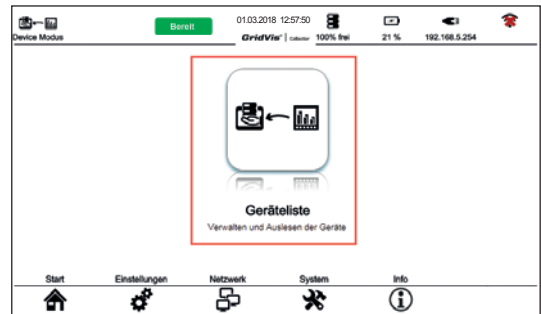 Device Modus
Bereit
01.03.2018 12:57:50
GridVis® | Collector
100% frei
21 %
192.168.5.254
Geräteliste
Verwalten und Auslesen der Geräte
Start
Einstellungen
Netzwerk
System
Info